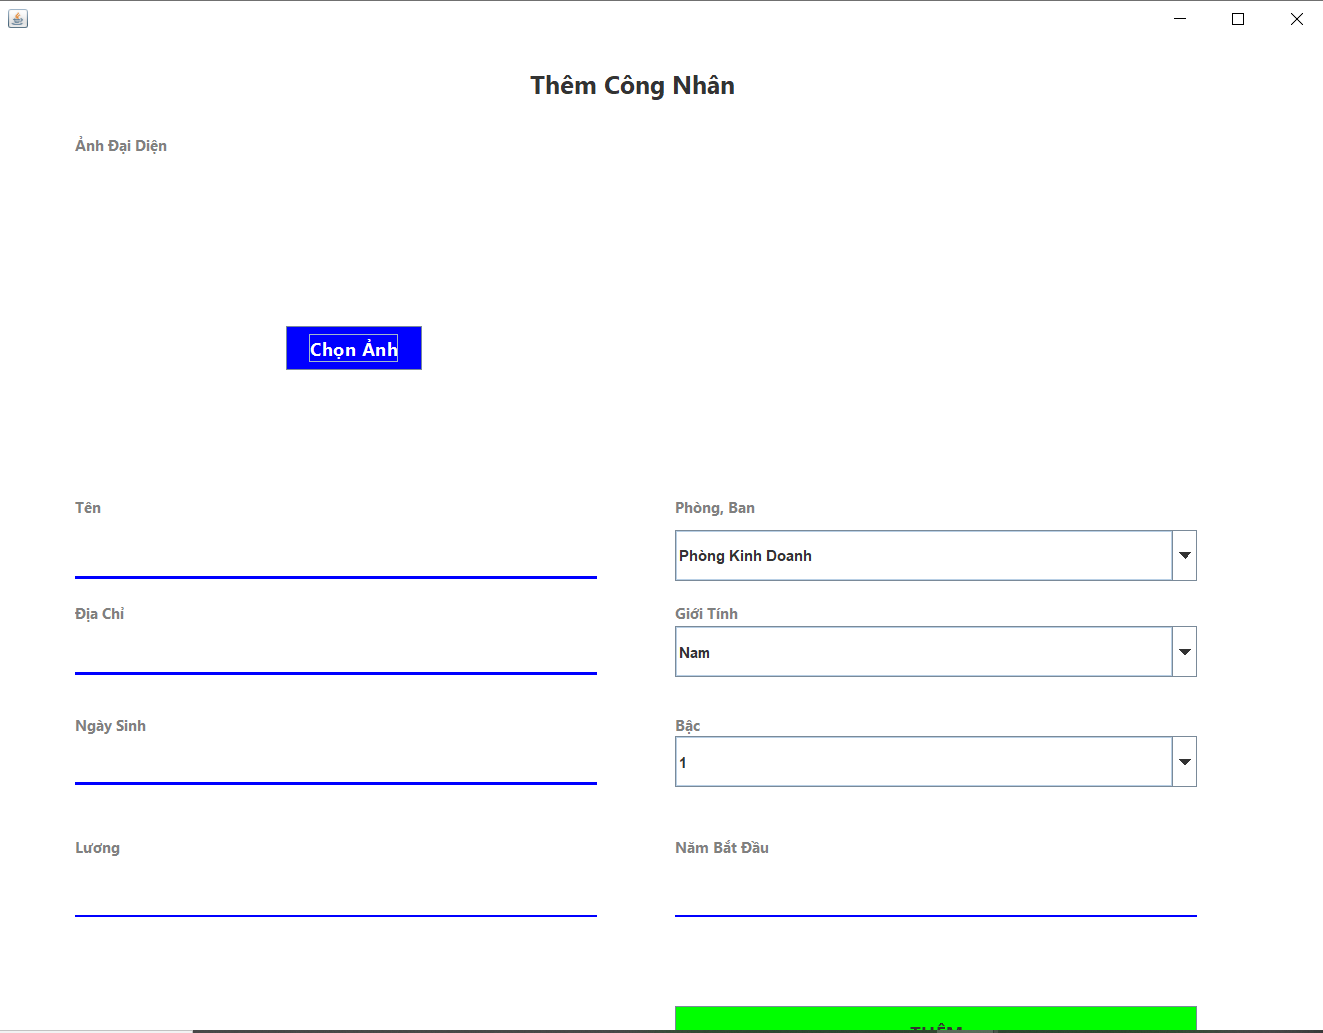 Thêm Công Nhân
Ảnh Đại Diện
Chọn Ảnh
Tên
Phòng, Ban
Phòng Kinh Doanh
Địa Chỉ
Giới Tính
Nam
Ngày Sinh
Bậc
1
Lương
Năm Bắt Đầu
THÊM